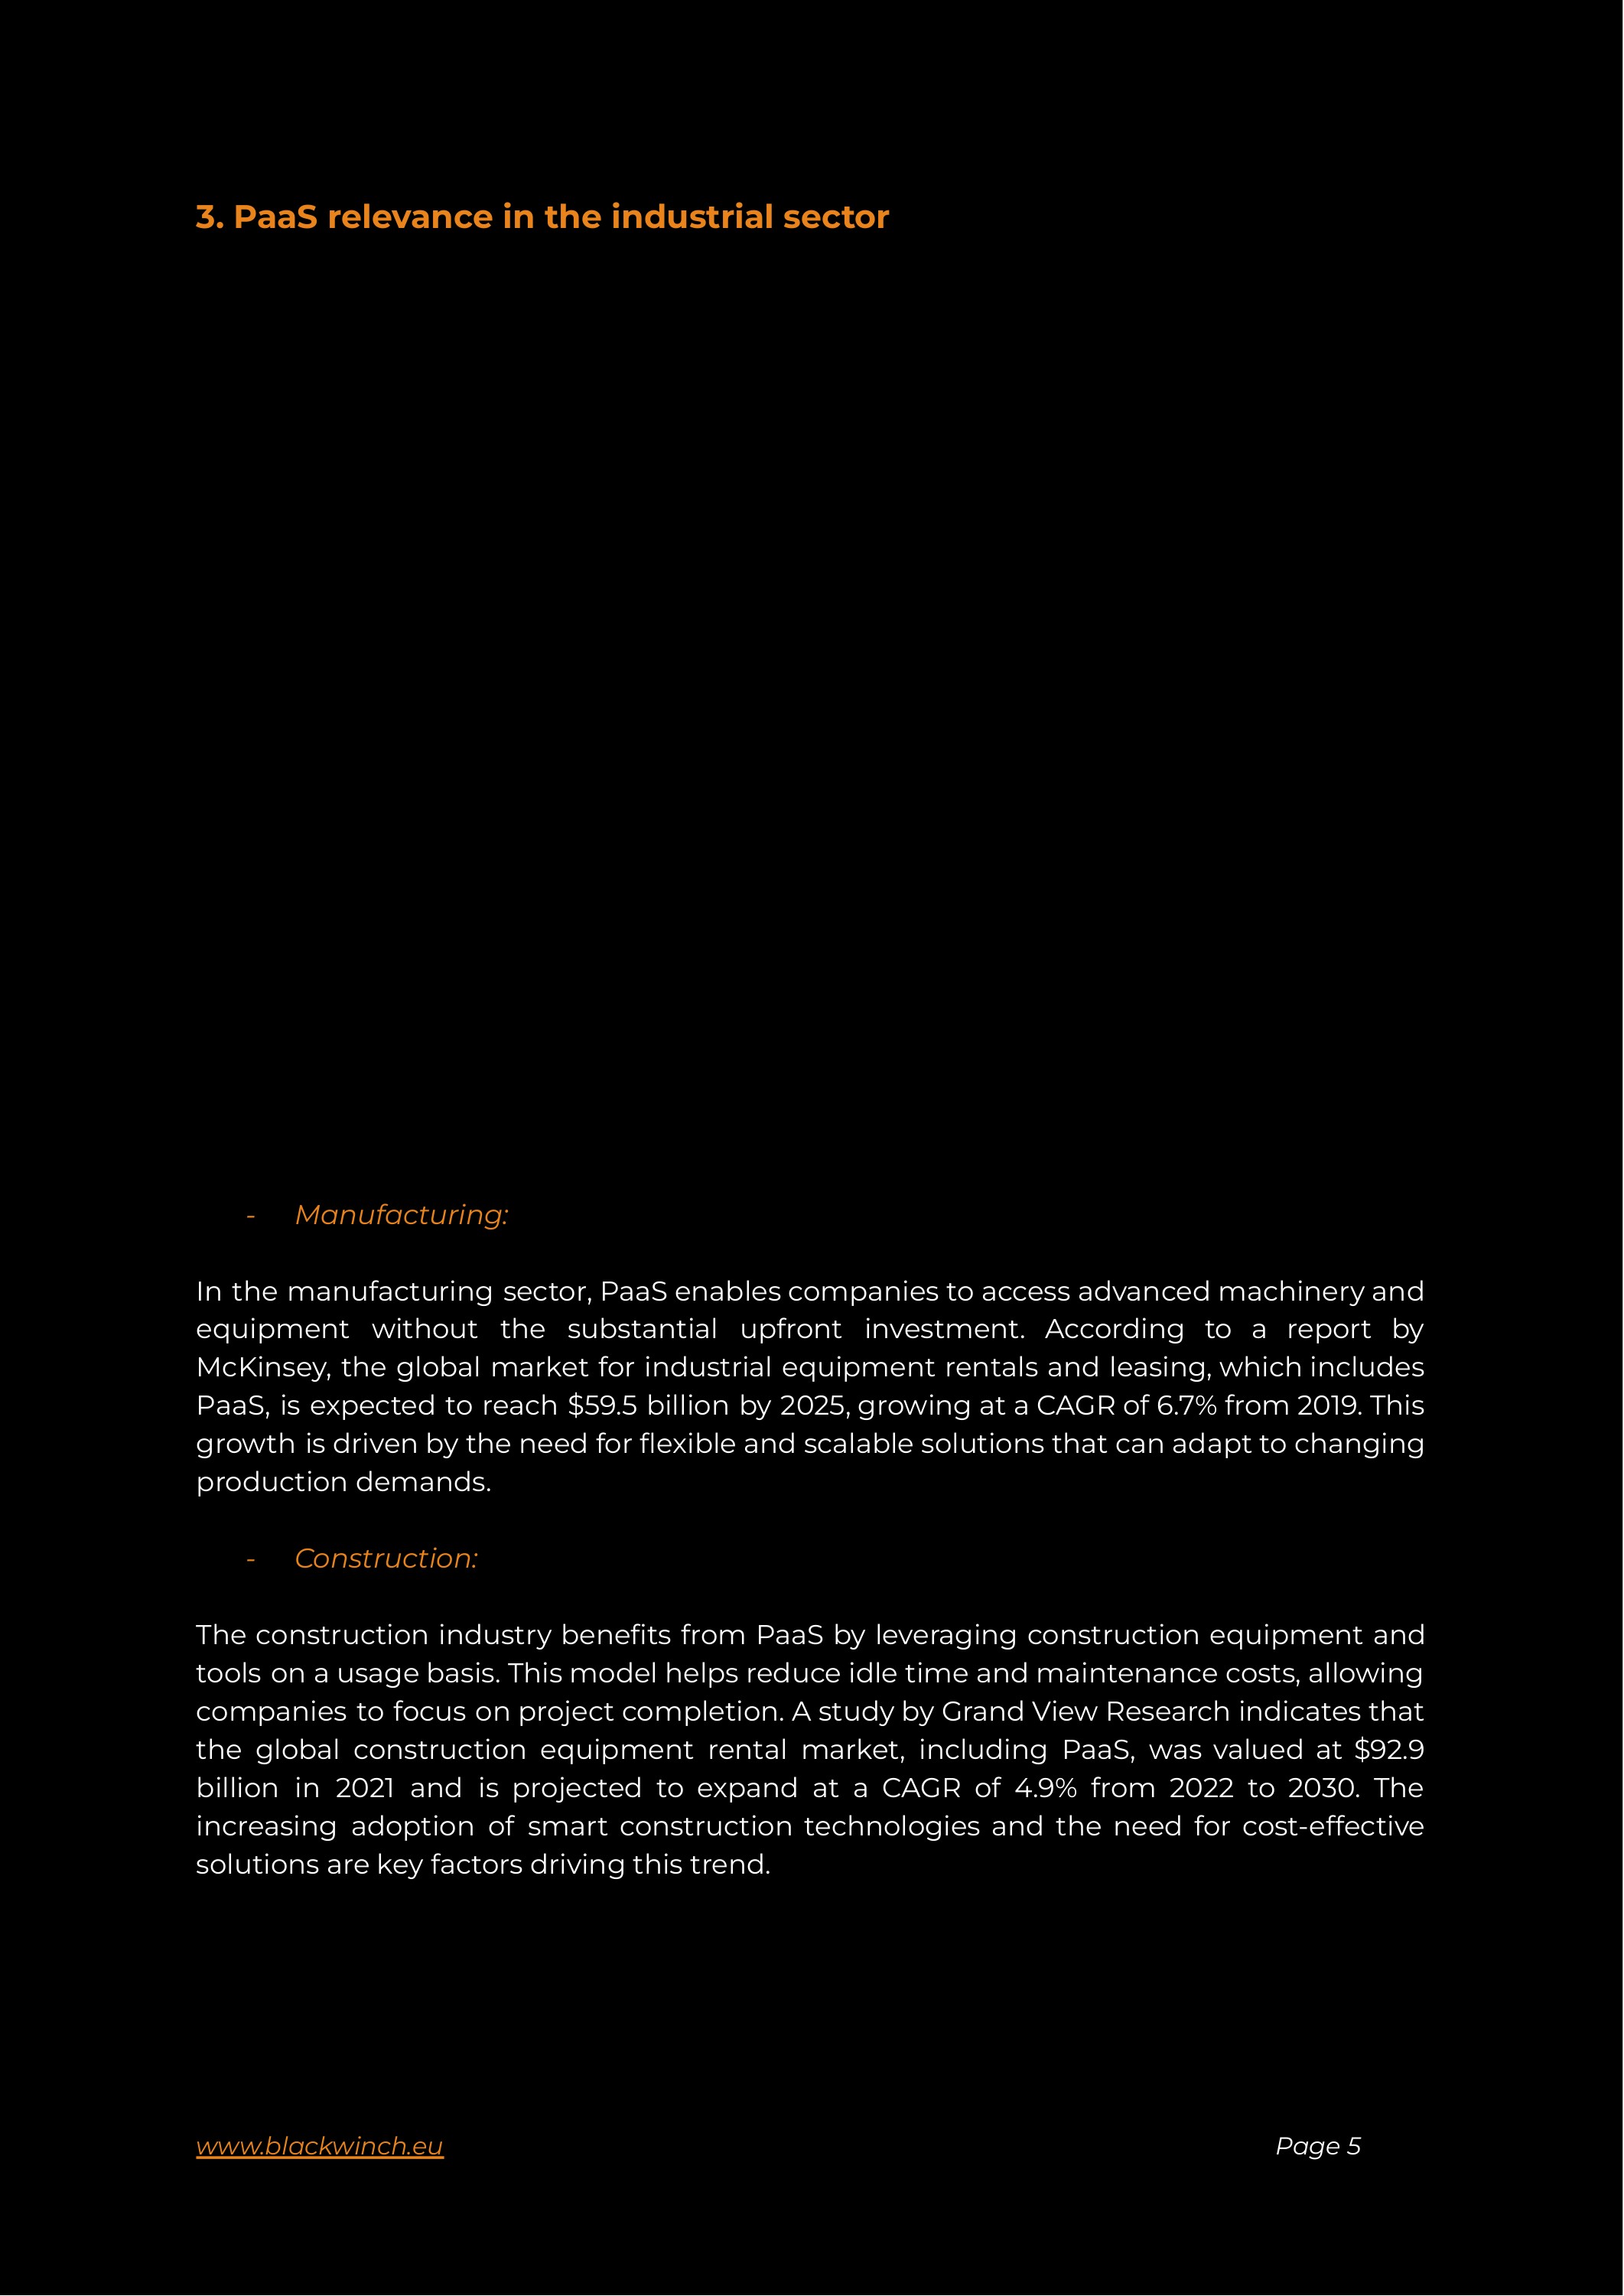 3. PaaS relevance in the industrial sector
- Manufacturing:
In the manufacturing sector, PaaS enables companies to access advanced machinery and
equipment without the substantial upfront investment. According to a report by
McKinsey, the global market for industrial equipment rentals and leasing, which includes
PaaS, is expected to reach $59.5 billion by 2025, growing at a CAGR of 6.7% from 2019. This
growth is driven by the need for flexible and scalable solutions that can adapt to changing
production demands.
- Construction:
The construction industry benefits from PaaS by leveraging construction equipment and
tools on a usage basis. This model helps reduce idle time and maintenance costs, allowing
companies to focus on project completion. A study by Grand View Research indicates that
the global construction equipment rental market, including PaaS, was valued at $92.9
billion in 2021 and is projected to expand at a CAGR of 4.9% from 2022 to 2030. The
increasing adoption of smart construction technologies and the need for cost-effective
solutions are key factors driving this trend.
www.blackwinch.eu Page 5